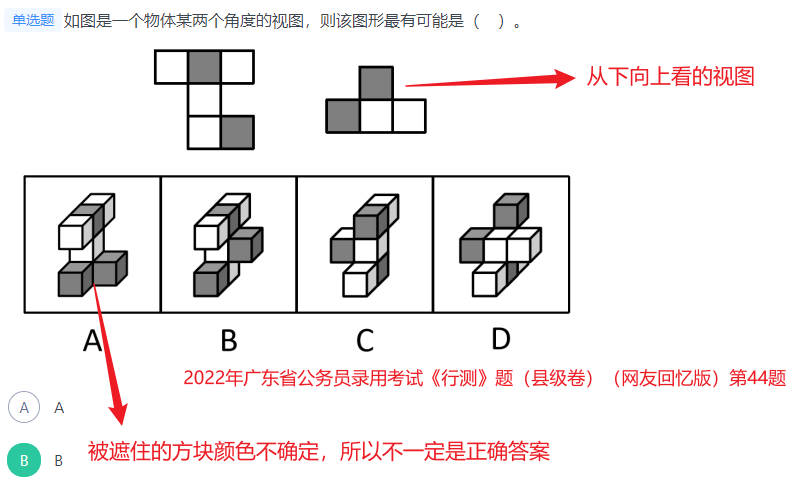 单选题 如图是一个物体某两个角度的视图，则该图形最有可能是（ ）。
从下向上看的视图
A B C D
2022年广东省公务员录用考试《行测》题（县级卷）（网友回忆版）第44题
A A
被遮住的方块颜色不确定，所以不一定是正确答案
B B